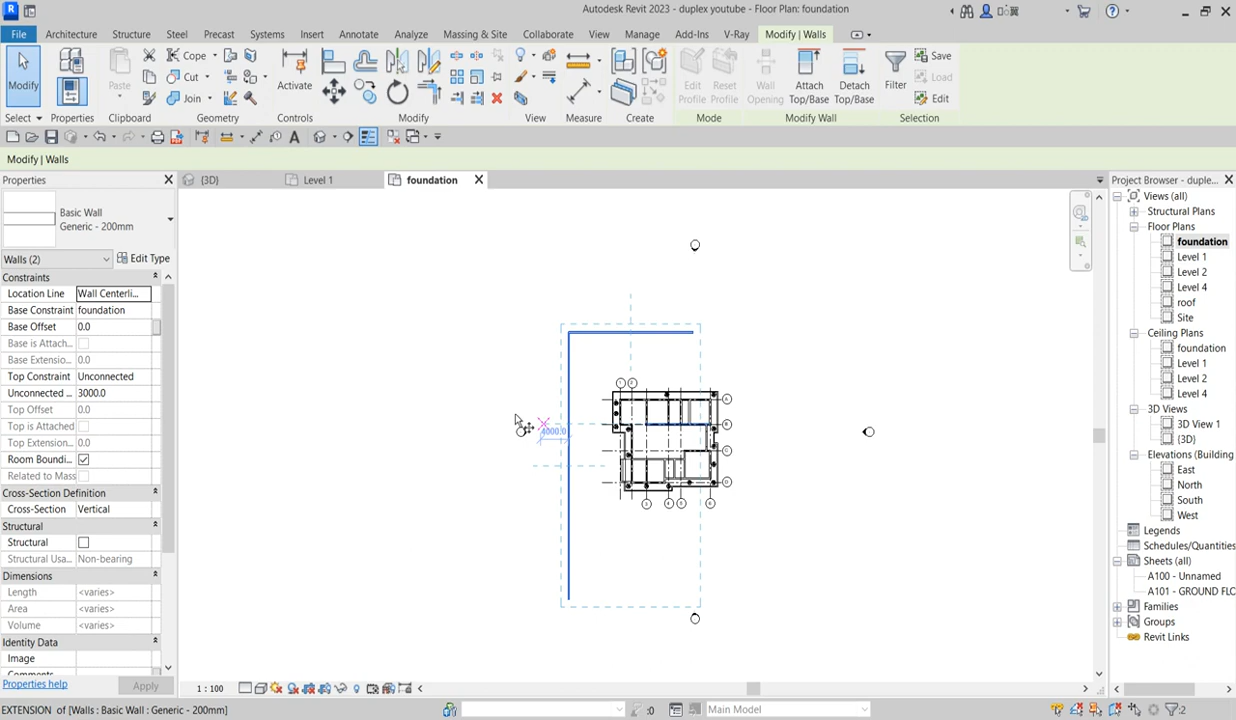 Autodesk Revit 2023 - duplex youtube - Floor Plan: foundation
File Architecture Structure Steel Precast Systems Insert Annotate Analyze Massing & Site Collaborate View Manage Add-Ins V-Ray Modify | Walls
Modify
Paste
Cope
Cut
Join
Activate
Edit Profile
Reset Profile
Wall Opening
Attach Top/Base
Detach Top/Base
Filter
Save
Load
Edit
Select Properties Clipboard Geometry Controls Modify View Measure Create Mode Modify Wall Selection
Modify | Walls
Properties
(3D) Level 1 foundation
Basic Wall
Generic - 200mm
Walls (2) Edit Type
Constraints
Location Line Wall Centerli...
Base Constraint foundation
Base Offset 0.0
Base is Attach...
Base Extensio... 0.0
Top Constraint Unconnected
Unconnected ... 3000.0
Top Offset 0.0
Top is Attached
Top Extension... 0.0
Room Boundi...
Related to Mass
Cross-Section Definition
Cross-Section Vertical
Structural
Structural
Structural Usa... Non-bearing
Dimensions
Length <varies>
Area <varies>
Volume <varies>
Identity Data
Image
Comments
Properties help Apply
4000.0
Project Browser - duple...
Views (all)
Structural Plans
Floor Plans
foundation
Level 1
Level 2
Level 4
roof
Site
Ceiling Plans
foundation
Level 1
Level 2
Level 4
3D Views
3D View 1
(3D)
Elevations (Building
East
North
South
West
Legends
Schedules/Quantities
Sheets (all)
A100 - Unnamed
A101 - GROUND FLO
Families
Groups
Revit Links
1 : 100
EXTENSION of [Walls : Basic Wall : Generic - 200mm]
:0
Main Model
:2